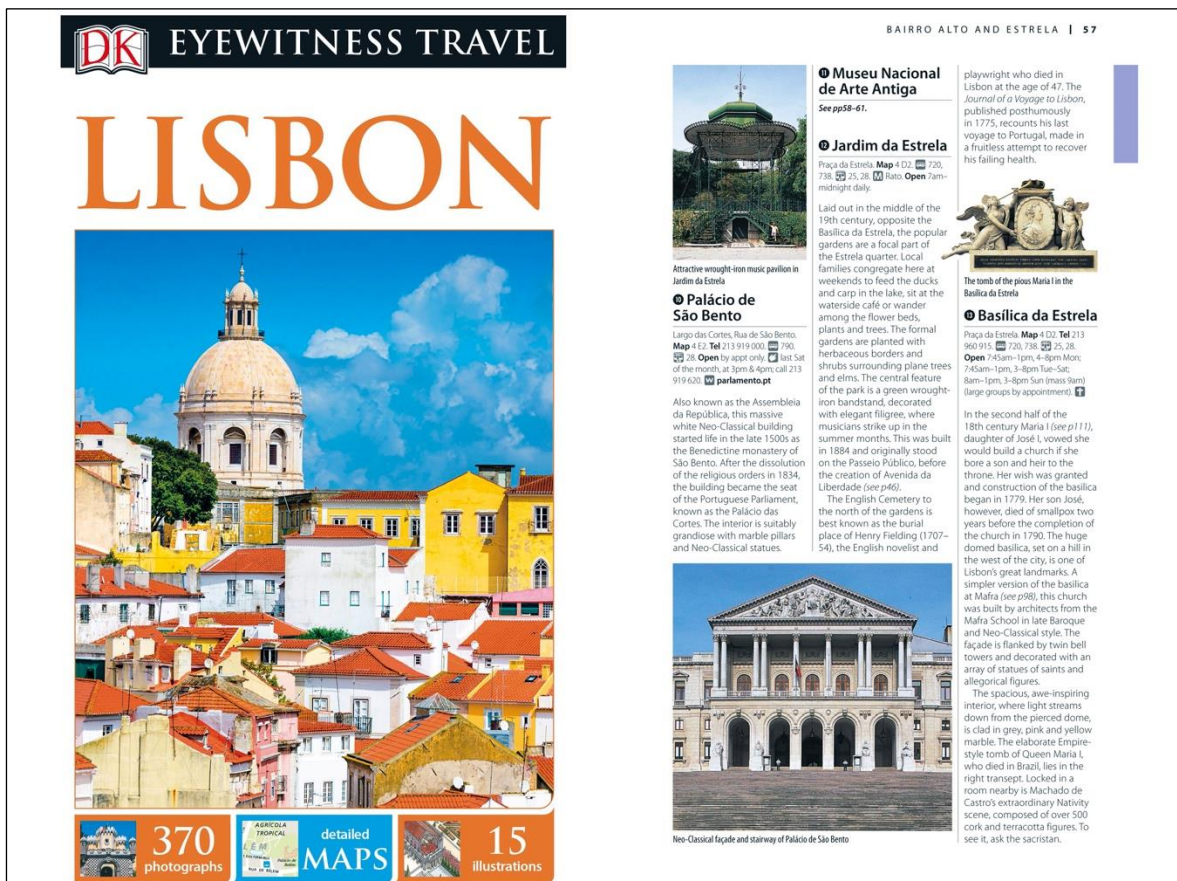 DK EYEWITNESS TRAVEL
LISBON
370
photographs
AGRÍCOLA
TROPICAL
detailed
MAPS
15
illustrations
BAIRRO ALTO AND ESTRELA | 57
Attractive wrought-iron music pavilion in
Jardim da Estrela
10 Palácio de
São Bento
Largo das Cortes, Rua de São Bento.
Map 4 E2. Tel 213 919 000. 790.
28. Open by appt only. last Sat
of the month, at 3pm & 4pm; call 213
919 620. W parlamento.pt
Also known as the Assembleia
da República, this massive
white Neo-Classical building
started life in the late 1500s as
the Benedictine monastery of
São Bento. After the dissolution
of the religious orders in 1834,
the building became the seat
of the Portuguese Parliament,
known as the Palácio das
Cortes. The interior is suitably
grandiose with marble pillars
and Neo-Classical statues.
11 Museu Nacional
de Arte Antiga
See pp58–61.
12 Jardim da Estrela
Praça da Estrela. Map 4 D2. 720,
738. 25, 28. M Rato. Open 7am–
midnight daily.
Laid out in the middle of the
19th century, opposite the
Basílica da Estrela, the popular
gardens are a focal part of
the Estrela quarter. Local
families congregate here at
weekends to feed the ducks
and carp in the lake, sit at the
waterside café or wander
among the flower beds,
plants and trees. The formal
gardens are planted with
herbaceous borders and
shrubs surrounding plane trees
and elms. The central feature
of the park is a green wrought-
iron bandstand, decorated
with elegant filigree, where
musicians strike up in the
summer months. This was built
in 1884 and originally stood
on the Passeio Público, before
the creation of Avenida da
Liberdade (see p46).
The English Cemetery to
the north of the gardens is
best known as the burial
place of Henry Fielding (1707–
54), the English novelist and
playwright who died in
Lisbon at the age of 47. The
Journal of a Voyage to Lisbon,
published posthumously
in 1775, recounts his last
voyage to Portugal, made in
a fruitless attempt to recover
his failing health.
The tomb of the pious Maria I in the
Basílica da Estrela
13 Basílica da Estrela
Praça da Estrela. Map 4 D2. Tel 213
960 915. 720, 738. 25, 28.
Open 7:45am–1pm, 4–8pm Mon;
7:45am–1pm, 3–8pm Tue–Sat;
8am–1pm, 3–8pm Sun (mass 9am)
(large groups by appointment).
In the second half of the
18th century Maria I (see p111),
daughter of José I, vowed she
would build a church if she
bore a son and heir to the
throne. Her wish was granted
and construction of the basilica
began in 1779. Her son José,
however, died of smallpox two
years before the completion of
the church in 1790. The huge
domed basilica, set on a hill in
the west of the city, is one of
Lisbon's great landmarks. A
simpler version of the basilica
at Mafra (see p98), this church
was built by architects from the
Mafra School in late Baroque
and Neo-Classical style. The
façade is flanked by twin bell
towers and decorated with an
array of statues of saints and
allegorical figures.
The spacious, awe-inspiring
interior, where light streams
down from the pierced dome,
is clad in grey, pink and yellow
marble. The elaborate Empire-
style tomb of Queen Maria I,
who died in Brazil, lies in the
right transept. Locked in a
room nearby is Machado de
Castro's extraordinary Nativity
scene, composed of over 500
cork and terracotta figures. To
see it, ask the sacristan.
Neo-Classical façade and stairway of Palácio de São Bento